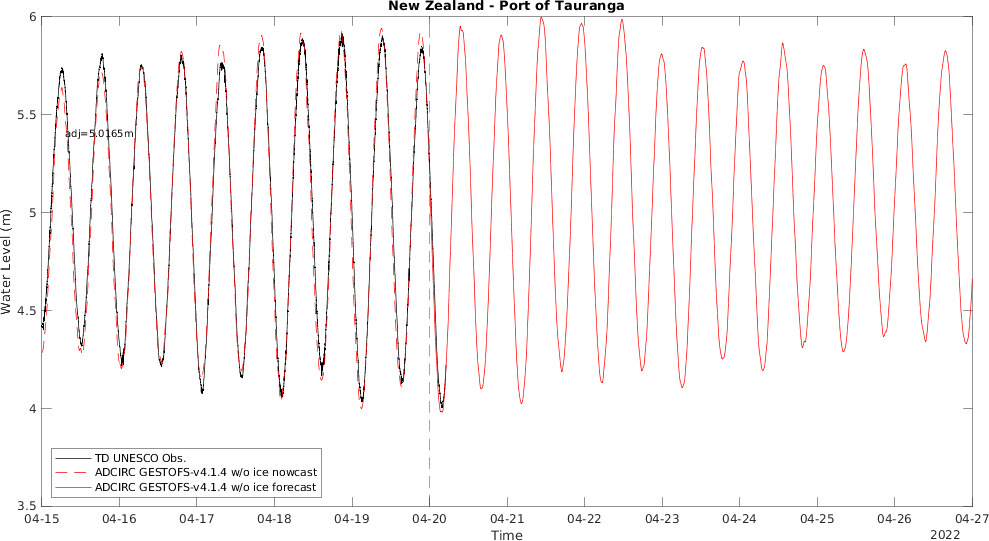 New Zealand - Port of Tauranga
6
5.5
5
4.5
4
3.5
Water Level (m)
adj=5.0165m
TD UNESCO Obs.
ADCIRC GESTOFS-v4.1.4 w/o ice nowcast
ADCIRC GESTOFS-v4.1.4 w/o ice forecast
04-15 04-16 04-17 04-18 04-19 04-20 04-21 04-22 04-23 04-24 04-25 04-26 04-27
Time
2022